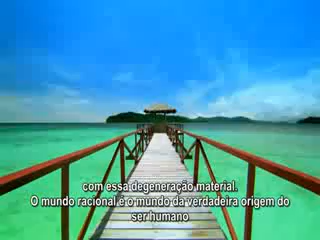 com essa degeneração material.
O mundo racional é o mundo da verdadeira origem do
ser humano